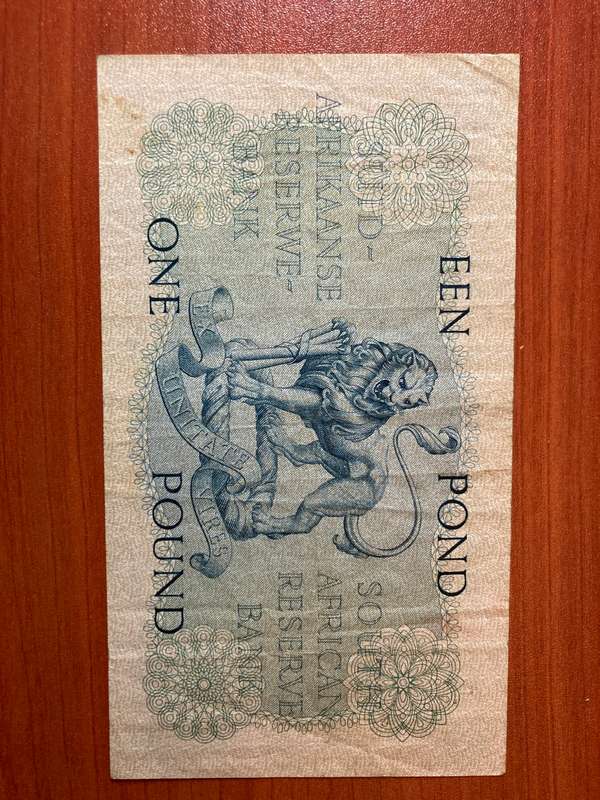 EEN POND
SUID-
AFRIKAANSE
RESERWE-
BANK
SOUTH
AFRICAN
RESERVE
BANK
EX
UNITATE
VIRES
ONE POUND